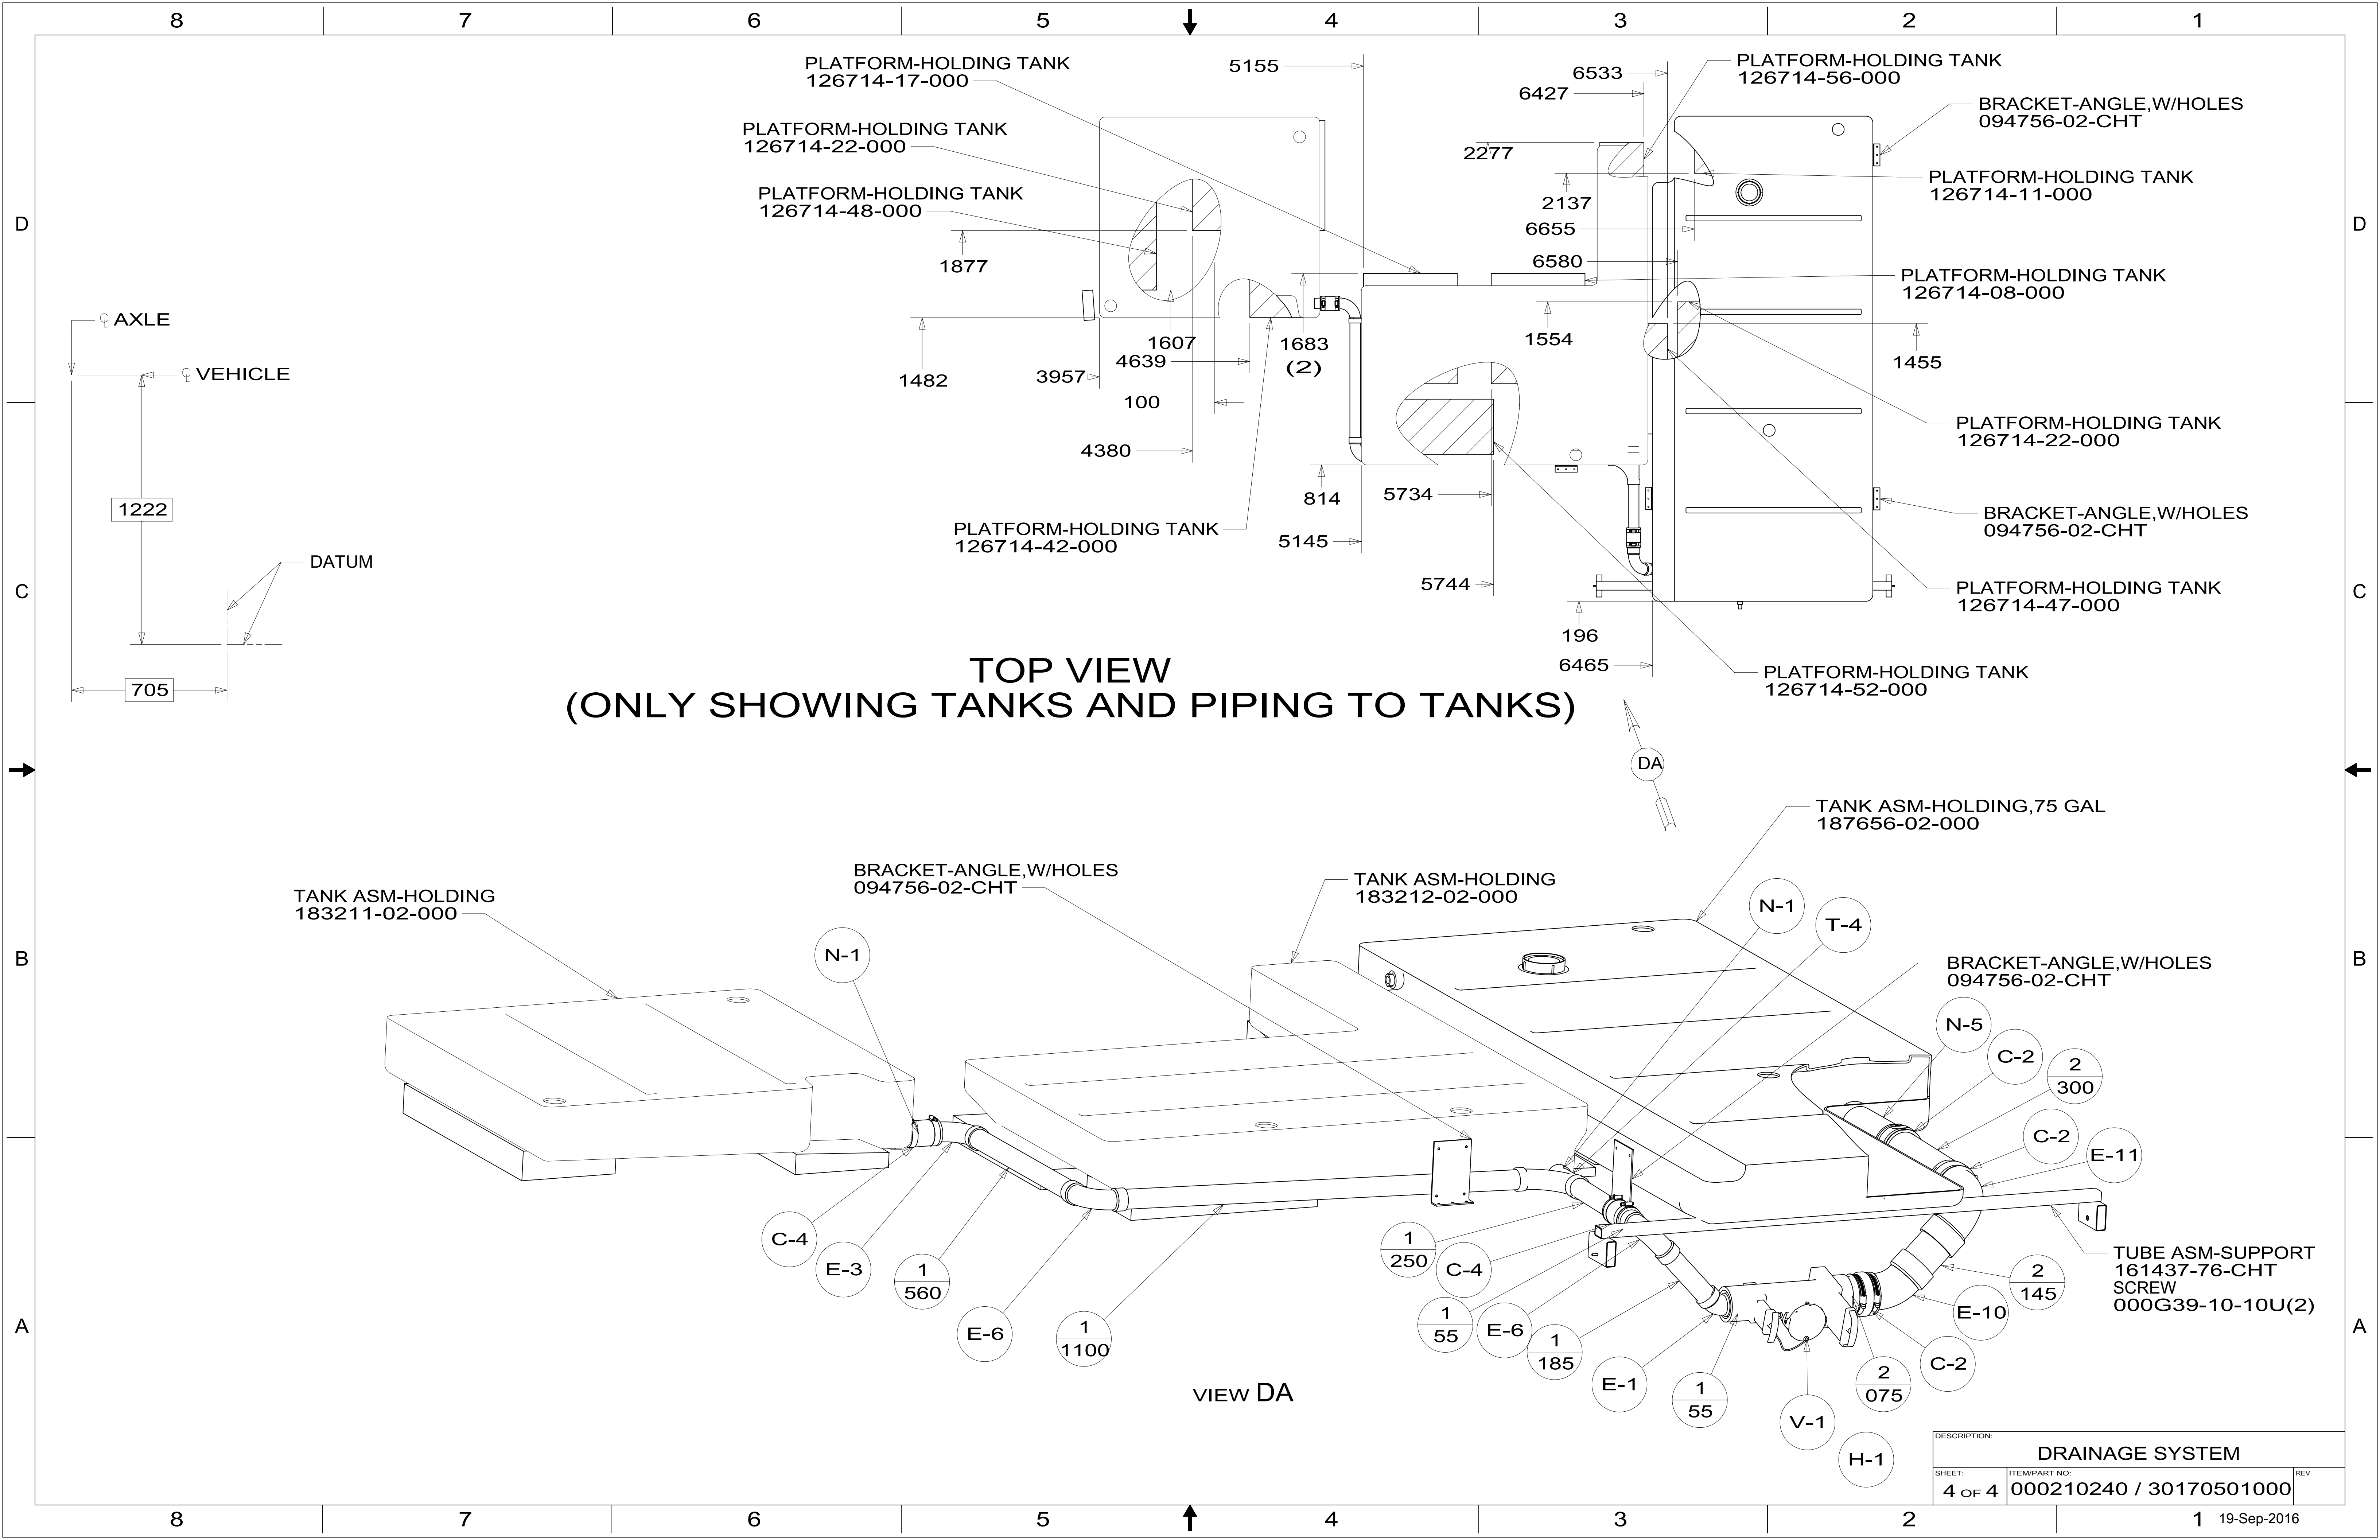 8 7 6 5 4 3 2 1
D
C
B
A
D
C
B
A
PLATFORM-HOLDING TANK
126714-17-000
PLATFORM-HOLDING TANK
126714-22-000
PLATFORM-HOLDING TANK
126714-48-000
5155
6533
6427
PLATFORM-HOLDING TANK
126714-56-000
BRACKET-ANGLE,W/HOLES
094756-02-CHT
2277
2137
6655
6580
PLATFORM-HOLDING TANK
126714-11-000
PLATFORM-HOLDING TANK
126714-08-000
1877
1482
3957
1607
4639
100
4380
1683
(2)
1554
1455
PLATFORM-HOLDING TANK
126714-22-000
814
5734
5145
5744
PLATFORM-HOLDING TANK
126714-42-000
BRACKET-ANGLE,W/HOLES
094756-02-CHT
PLATFORM-HOLDING TANK
126714-47-000
196
6465
PLATFORM-HOLDING TANK
126714-52-000
℄ AXLE
℄ VEHICLE
1222
DATUM
705
TOP VIEW
(ONLY SHOWING TANKS AND PIPING TO TANKS)
DA
TANK ASM-HOLDING,75 GAL
187656-02-000
BRACKET-ANGLE,W/HOLES
094756-02-CHT
TANK ASM-HOLDING
183212-02-000
TANK ASM-HOLDING
183211-02-000
N-1
N-1
T-4
BRACKET-ANGLE,W/HOLES
094756-02-CHT
N-5
C-2
2
300
C-2
E-11
C-4
E-3
1
560
E-6
1
1100
1
250
C-4
1
55
E-6
1
185
E-1
1
55
V-1
H-1
2
075
C-2
E-10
2
145
TUBE ASM-SUPPORT
161437-76-CHT
SCREW
000G39-10-10U(2)
VIEW DA
DESCRIPTION:
DRAINAGE SYSTEM
SHEET:
4 OF 4
ITEM/PART NO:
000210240 / 30170501000
REV
8 7 6 5 4 3 2 1
19-Sep-2016